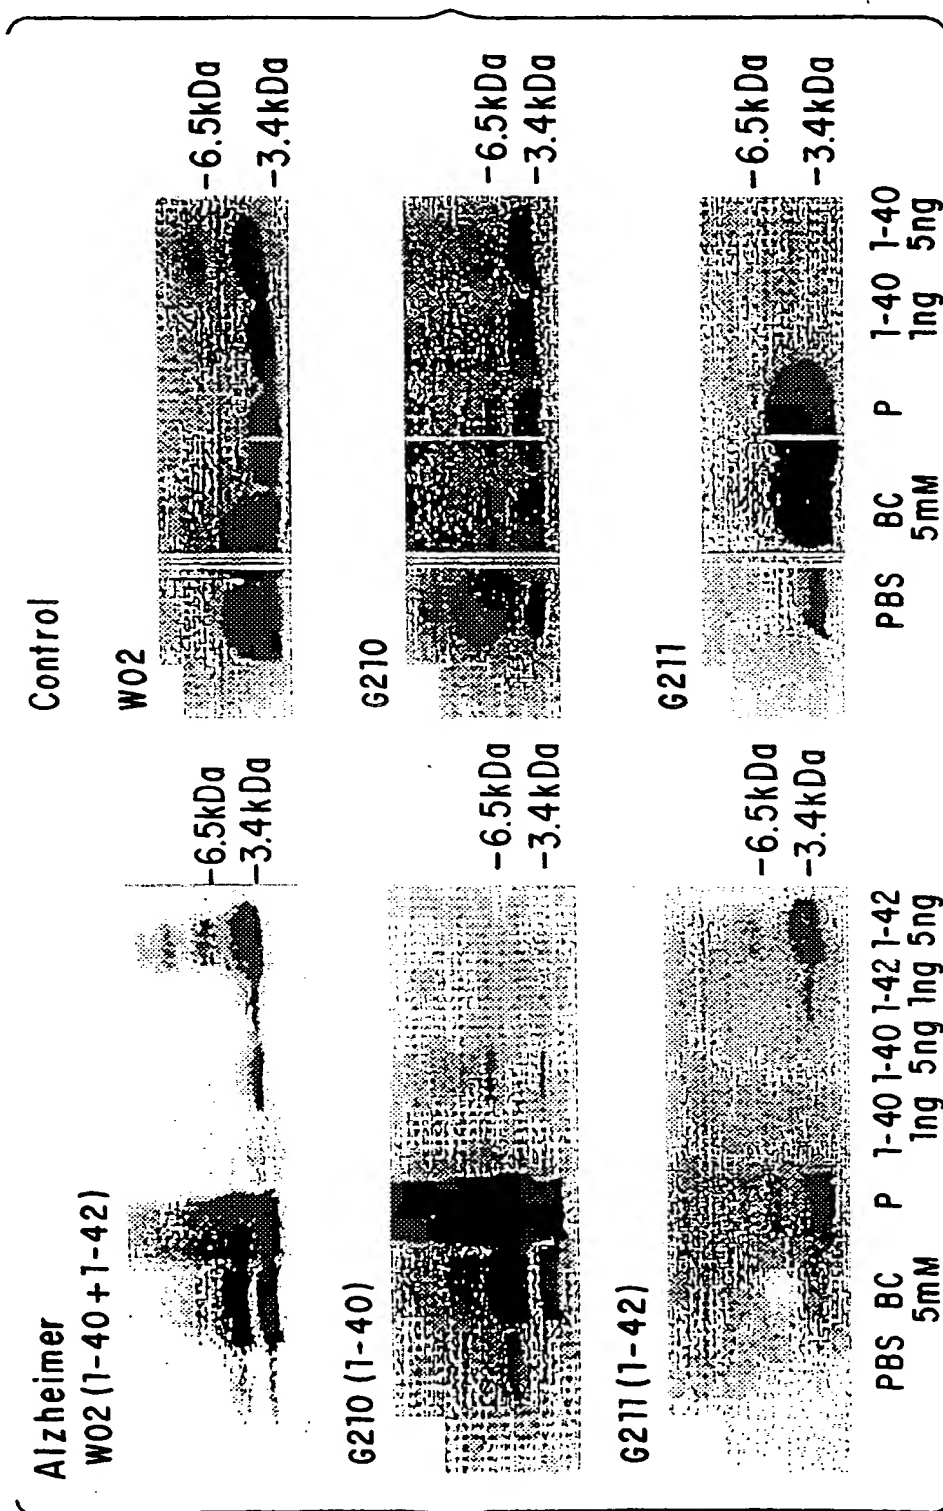 Alzheimer
W02 (1-40+1-42)
-6.5kDa
-3.4kDa
G210 (1-40)
-6.5kDa
-3.4kDa
G211 (1-42)
-6.5kDa
-3.4kDa
PBS BC P 1-40 1-40 1-42 1-42
5mM 1ng 5ng 1ng 5ng
Control
W02
-6.5kDa
-3.4kDa
G210
-6.5kDa
-3.4kDa
G211
-6.5kDa
-3.4kDa
PBS BC P 1-40 1-40
5mM 1ng 5ng